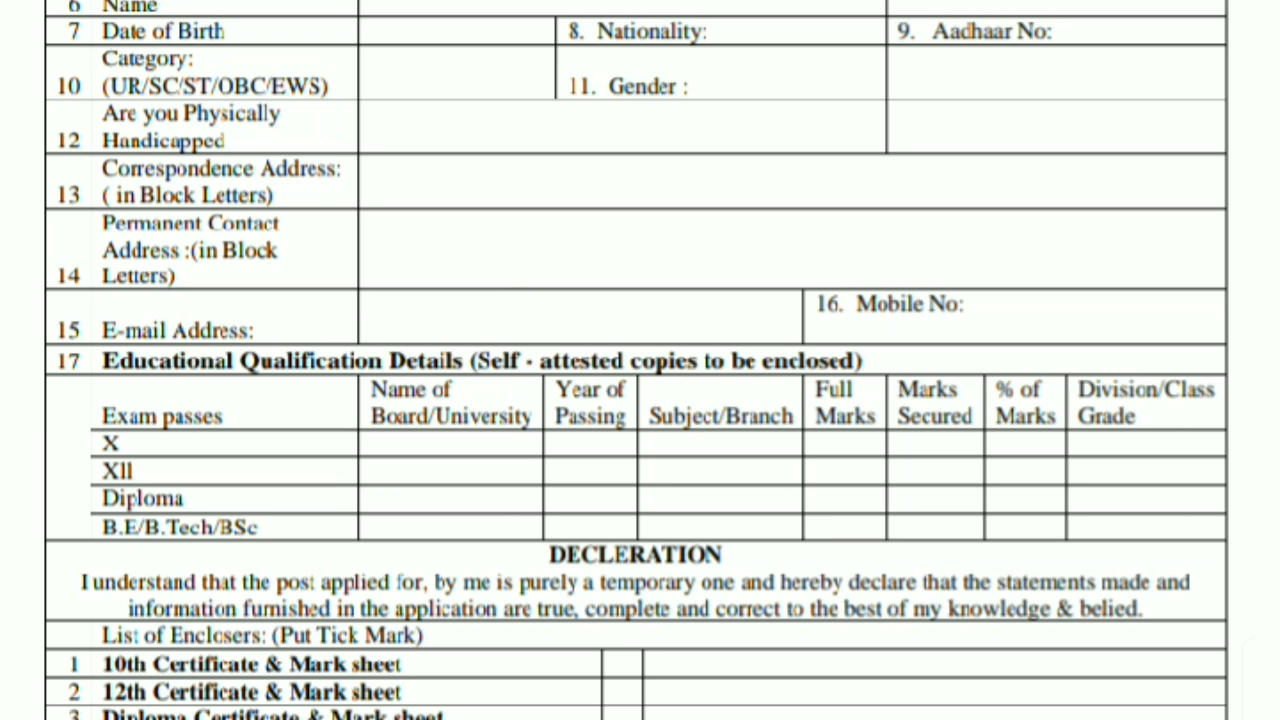 6 Name
7 Date of Birth 8. Nationality: 9. Aadhaar No:
Category:
10 (UR/SC/ST/OBC/EWS) 11. Gender :
Are you Physically
12 Handicapped
Correspondence Address:
13 ( in Block Letters)
Permanent Contact
Address :(in Block
14 Letters)
16. Mobile No:
15 E-mail Address:
17 Educational Qualification Details (Self - attested copies to be enclosed)
Name of Year of Full Marks % of Division/Class
Exam passes Board/University Passing Subject/Branch Marks Secured Marks Grade
X
XII
Diploma
B.E/B.Tech/BSc
DECLERATION
I understand that the post applied for, by me is purely a temporary one and hereby declare that the statements made and
information furnished in the application are true, complete and correct to the best of my knowledge & belied.
List of Enclosers: (Put Tick Mark)
1 10th Certificate & Mark sheet
2 12th Certificate & Mark sheet
3 Diploma Certificate & Mark sheet